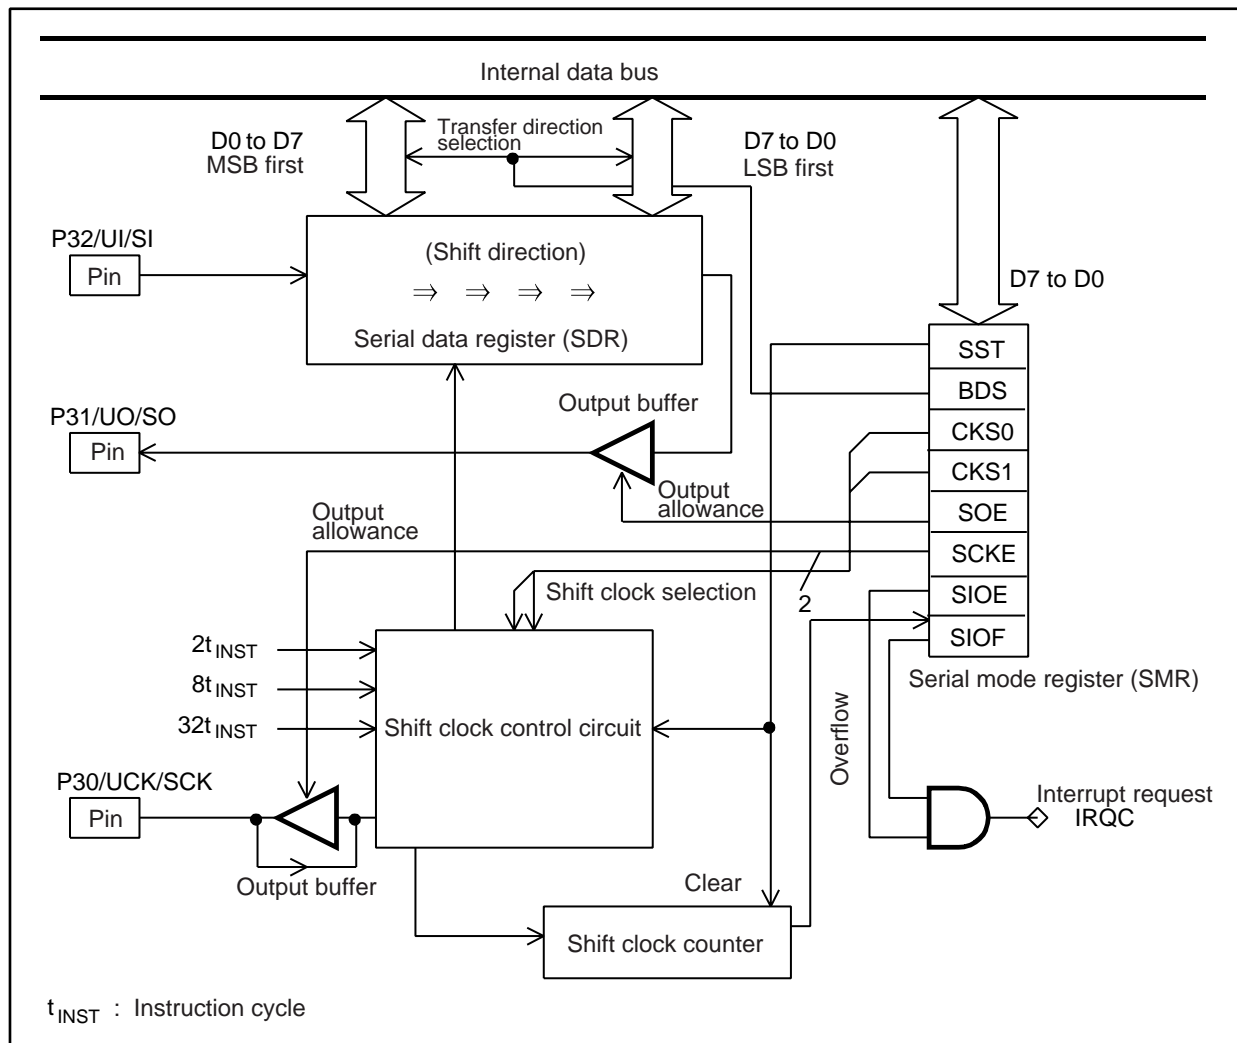 Internal data bus
D0 to D7
MSB first
Transfer direction
selection
D7 to D0
LSB first
P32/UI/SI
Pin
(Shift direction)
⇒ ⇒ ⇒ ⇒
Serial data register (SDR)
D7 to D0
SST
BDS
CKS0
CKS1
SOE
SCKE
SIOE
SIOF
Serial mode register (SMR)
P31/UO/SO
Pin
Output buffer
Output
allowance
Output
allowance
Shift clock selection
2
2tINST
8tINST
32tINST
Shift clock control circuit
Overflow
P30/UCK/SCK
Pin
Output buffer
Interrupt request
IRQC
Clear
Shift clock counter
tINST : Instruction cycle